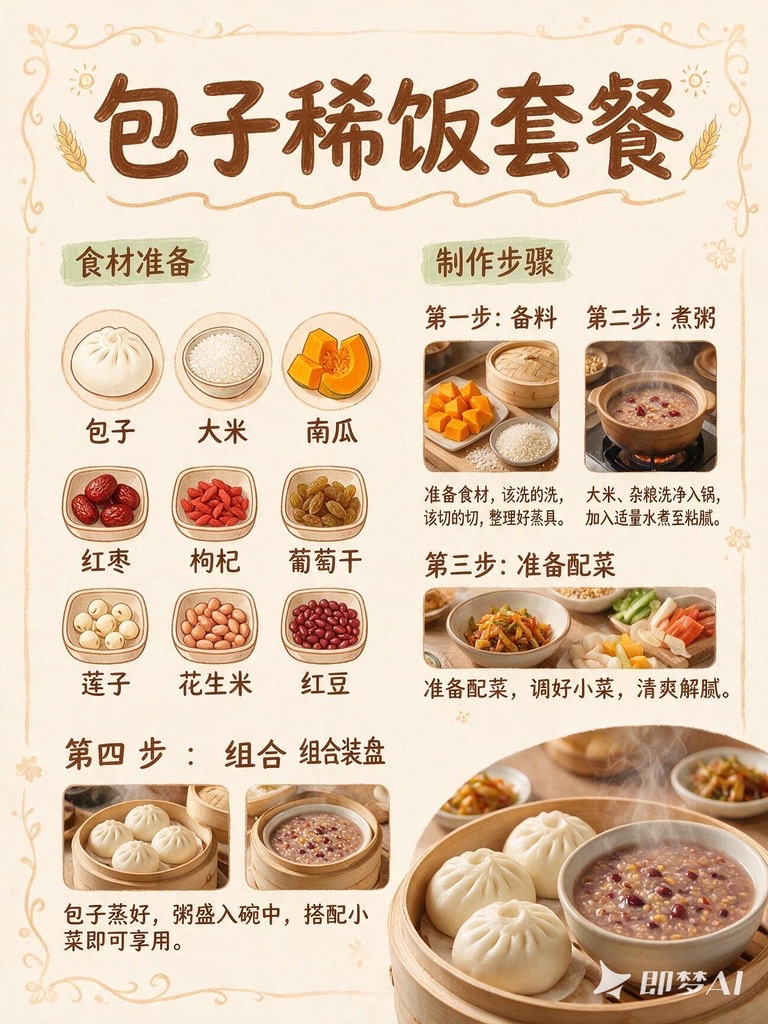 包子稀饭套餐
食材准备
包子
大米
南瓜
红枣
枸杞
葡萄干
莲子
花生米
红豆
制作步骤
第一步：备料
准备食材，该洗的洗，
该切的切，整理好蒸具。
第二步：煮粥
大米、杂粮洗净入锅，
加入适量水煮至粘腻。
第三步：准备配菜
准备配菜，调好小菜，清爽解腻。
第四步：组合 组合装盘
包子蒸好，粥盛入碗中，搭配小
菜即可享用。
即梦AI